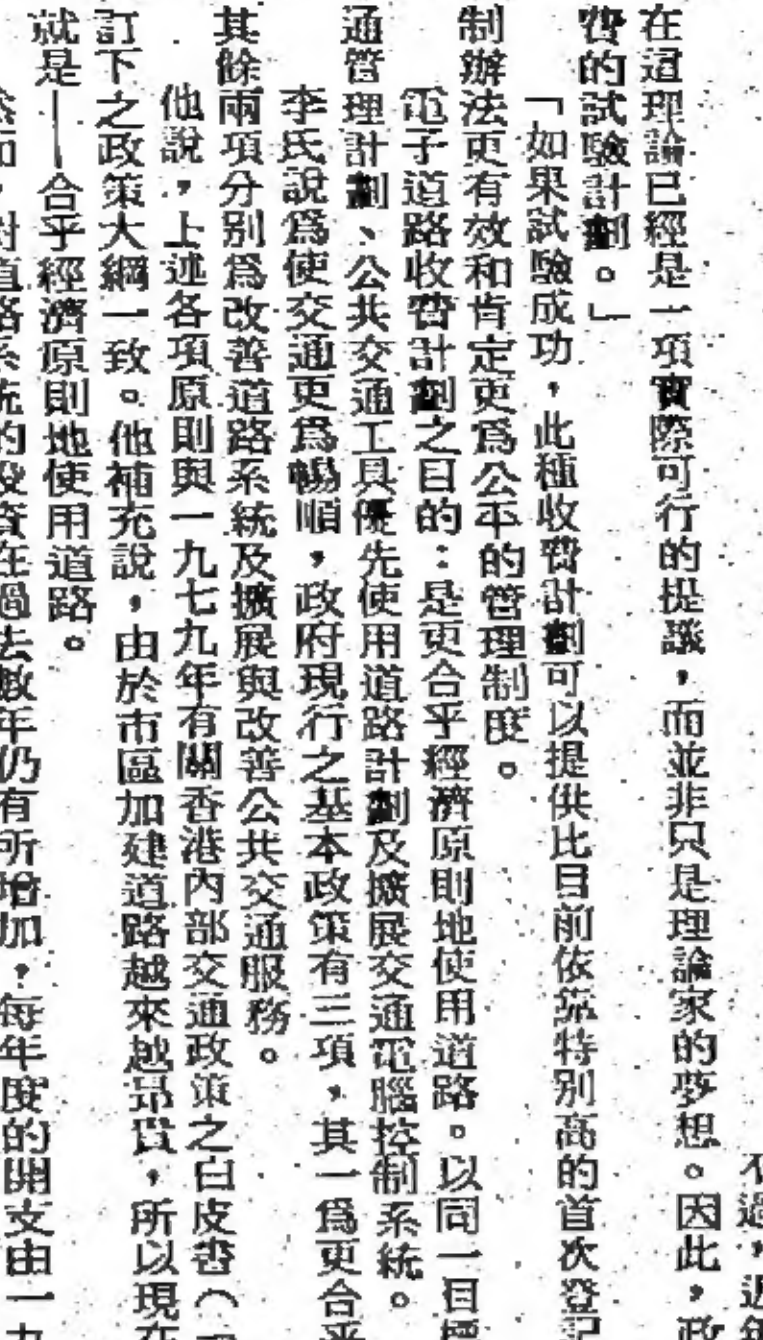 不過，近年
在這理論已經是一項實際可行的提議，而並非只是理論家的夢想。因此，政
費的試驗計劃。」
「如果試驗成功，此種收費計劃可以提供比目前依靠特別高的首次登記
制辦法更有效和肯定更爲公平的管理制度。
電子道路收費計劃之目的：是更合乎經濟原則地使用道路。以同一目標
通管理計劃、公共交通工具優先使用道路計劃及擴展交通電腦控制系統。
李氏說爲使交通更爲暢順，政府現行之基本政策有三項，其一爲更合乎
其餘兩項分別爲改善道路系統及擴展與改善公共交通服務。
他說，上述各項原則與一九七九年有關香港內部交通政策之白皮書（
訂下之政策大綱一致。他補充說，由於市區加建道路越來越昂貴，所以現在
就是——合乎經濟原則地使用道路。
然而，對道路系統的投資在過去數年仍有所增加，每年度的開支由一九